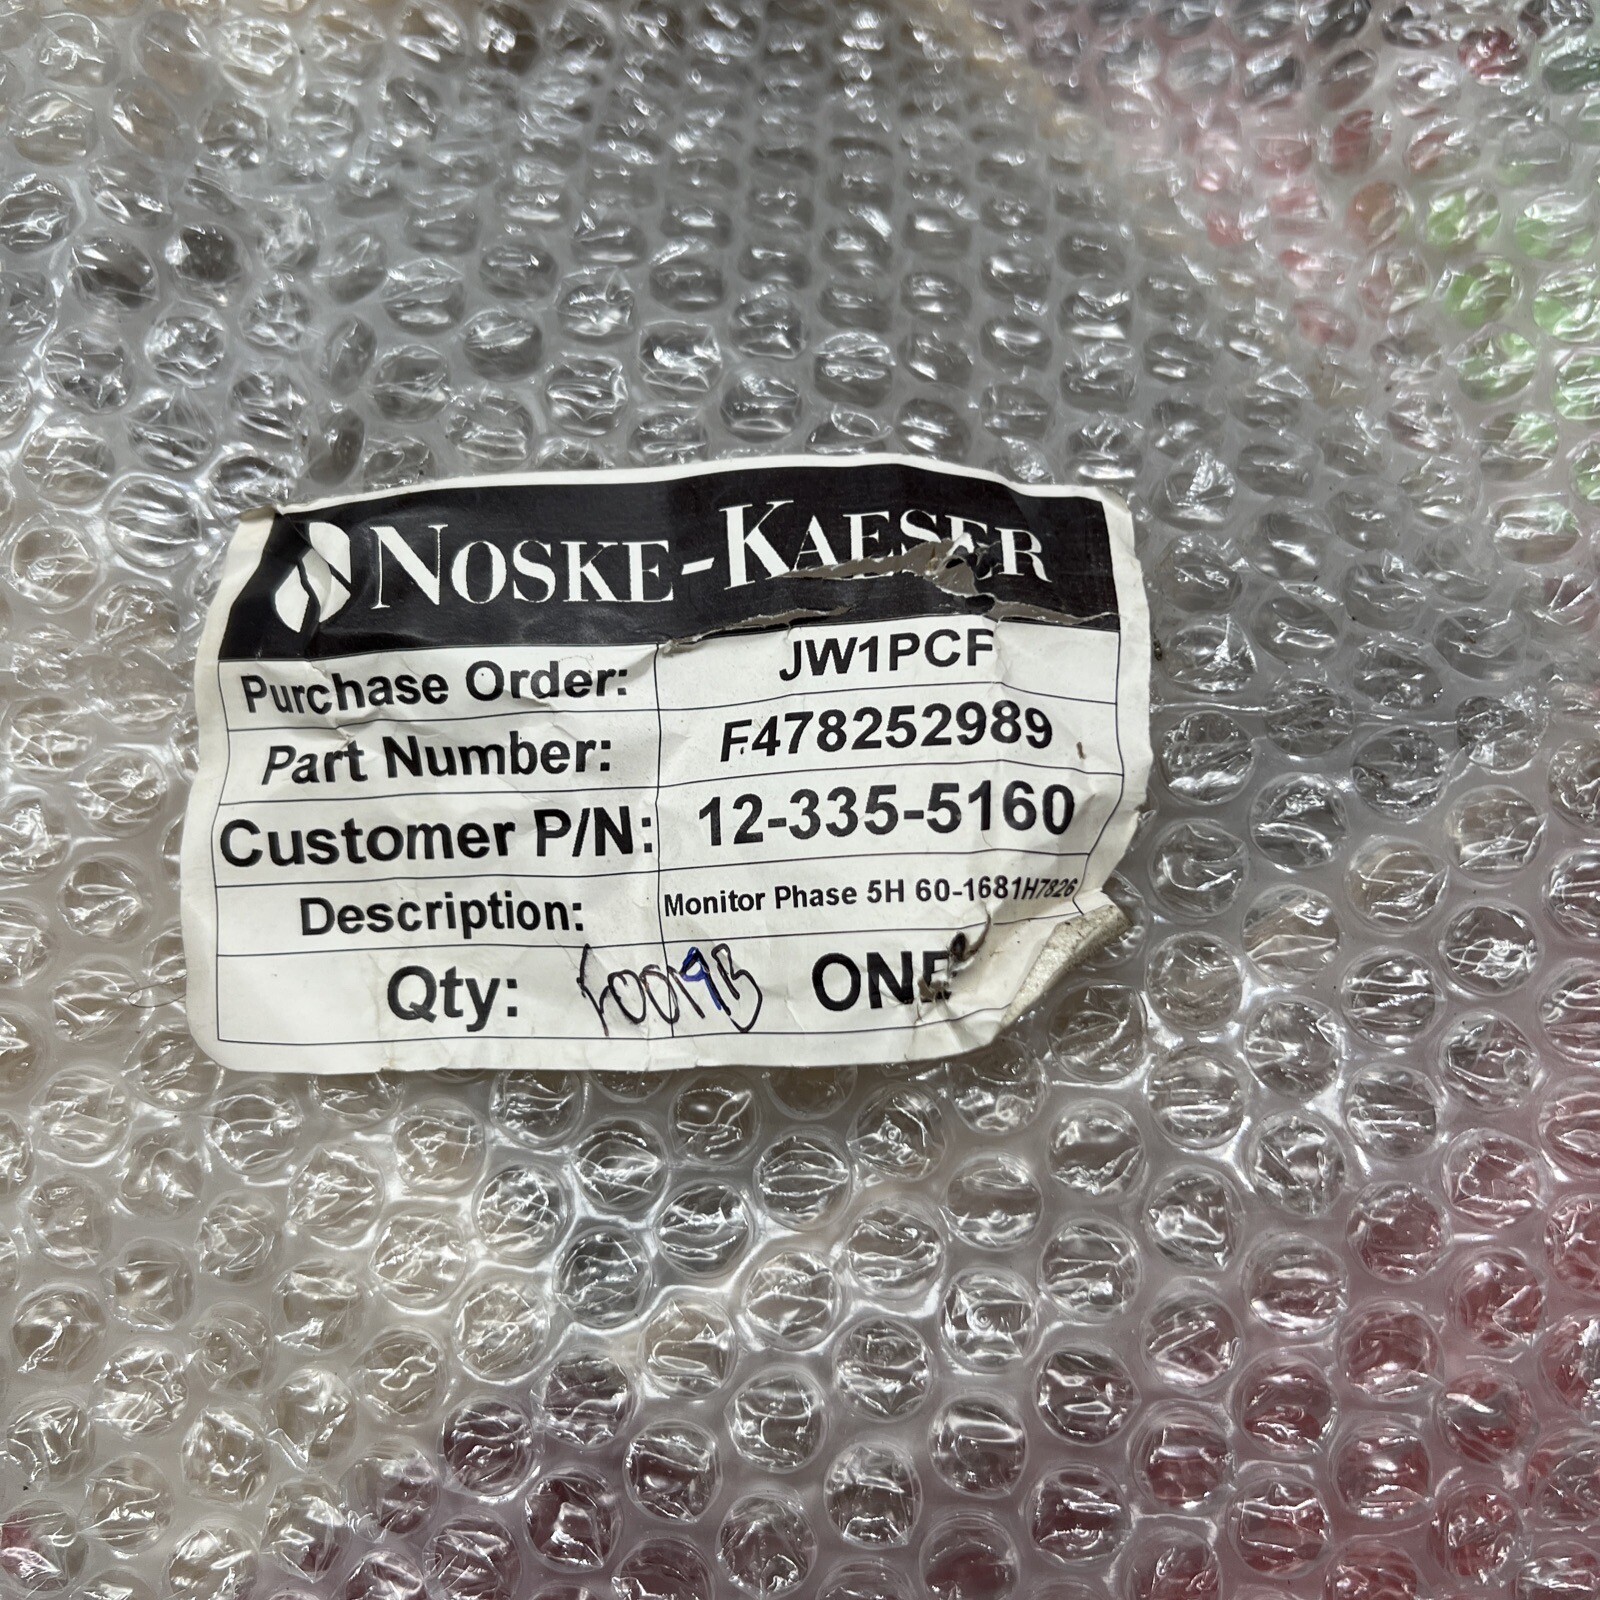 NOSKE-KAESER
Purchase Order: JW1PCF
Part Number: F478252989
Customer P/N: 12-335-5160
Description: Monitor Phase 5H 60-1681H7826
Qty: ONE